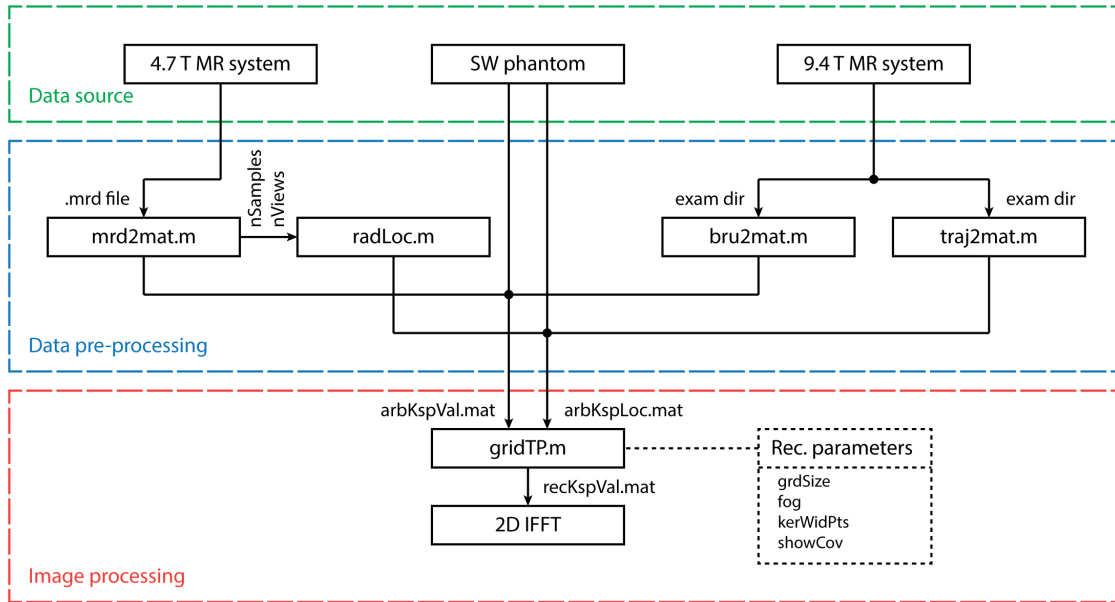 4.7 T MR system
SW phantom
9.4 T MR system
Data source
nSamples
nViews
.mrd file
exam dir
exam dir
mrd2mat.m
radLoc.m
bru2mat.m
traj2mat.m
Data pre-processing
arbKspVal.mat
arbKspLoc.mat
gridTP.m
Rec. parameters
grdSize
fog
kerWidPts
showCov
recKspVal.mat
2D IFFT
Image processing